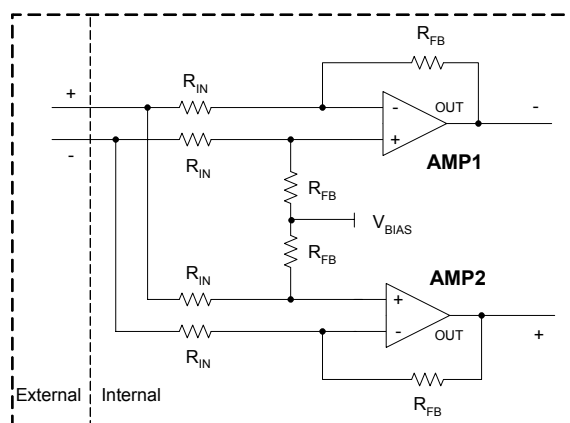 R_FB
+
R_IN
-
OUT
-
-
R_IN
+
AMP1
R_FB
V_BIAS
R_FB
AMP2
R_IN
+
-
OUT
+
R_IN
R_FB
External
Internal